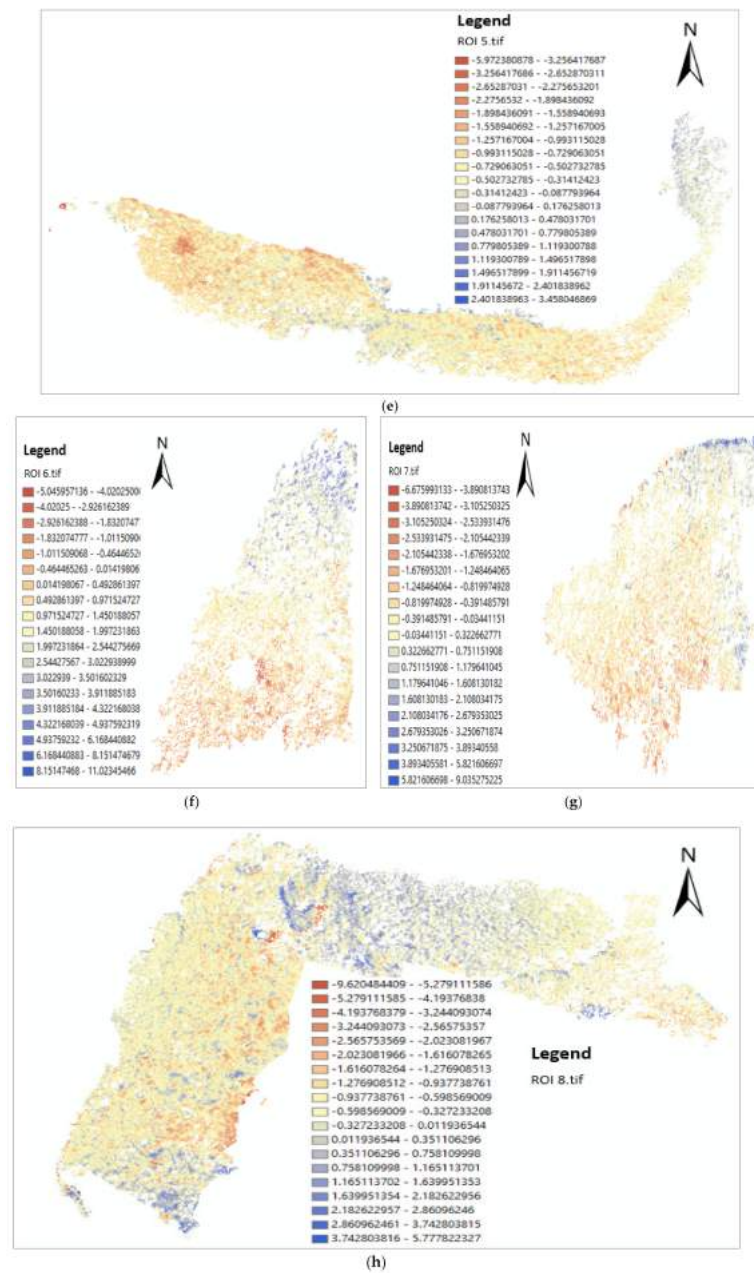 Legend
ROI 5.tif
N
-5.972380878 - -3.256417687
-3.256417686 - -2.652870311
-2.65287031 - -2.275653201
-2.2756532 - -1.898436092
-1.898436091 - -1.558940693
-1.558940692 - -1.257167005
-1.257167004 - -0.993115028
-0.993115028 - -0.729063051
-0.729063051 - -0.502732785
-0.502732785 - -0.31412423
-0.31412423 - -0.087793964
-0.087793964 - 0.176258013
0.176258013 - 0.478031701
0.478031701 - 0.779805389
0.779805389 - 1.119300788
1.119300789 - 1.496517898
1.496517899 - 1.911456719
1.91145672 - 2.401838962
2.401838963 - 3.458046869
(e)
Legend
N
ROI 6.tif
-5.045957136 - -4.02025000
-4.02025 - -2.926162389
-2.926162388 - -1.8320747
-1.832074777 - -1.0115090
-1.011509068 - -0.464465
-0.464465263 - 0.0141980
0.014198067 - 0.492861397
0.492861397 - 0.971524727
0.971524727 - 1.450188057
1.450188058 - 1.997231863
1.997231864 - 2.544275669
2.54427567 - 3.022938999
3.022939 - 3.501602329
3.50160233 - 3.911885183
3.911885184 - 4.322168038
4.322168039 - 4.937592319
4.93759232 - 6.168440882
6.168440883 - 8.151474679
8.15147468 - 11.02345466
(f)
Legend
N
ROI 7.tif
-6.675993133 - -3.890813743
-3.890813742 - -3.105250325
-3.105250324 - -2.533931476
-2.533931475 - -2.105442339
-2.105442338 - -1.676953202
-1.676953201 - -1.248464065
-1.248464064 - -0.819974928
-0.819974928 - -0.391485791
-0.391485791 - -0.03441151
-0.03441151 - 0.322662771
0.322662771 - 0.751151908
0.751151908 - 1.179641045
1.179641046 - 1.608130182
1.608130183 - 2.108034175
2.108034176 - 2.679353025
2.679353026 - 3.250671874
3.250671875 - 3.89340558
3.893405581 - 5.821606697
5.821606698 - 9.035275225
(g)
N
-9.620484409 - -5.279111586
-5.279111585 - -4.19376838
-4.193768379 - -3.244093074
-3.244093073 - -2.56575357
-2.565753569 - -2.023081967
-2.023081966 - -1.616078265
-1.616078264 - -1.276908513
-1.276908512 - -0.937738761
-0.937738761 - -0.598569009
-0.598569009 - -0.327233208
-0.327233208 - 0.011936544
0.011936544 - 0.351106296
0.351106296 - 0.758109998
0.758109998 - 1.165113701
1.165113702 - 1.639951353
1.639951354 - 2.182622956
2.182622957 - 2.86096246
2.860962461 - 3.742803815
3.742803816 - 5.777822327
Legend
ROI 8.tif
(h)